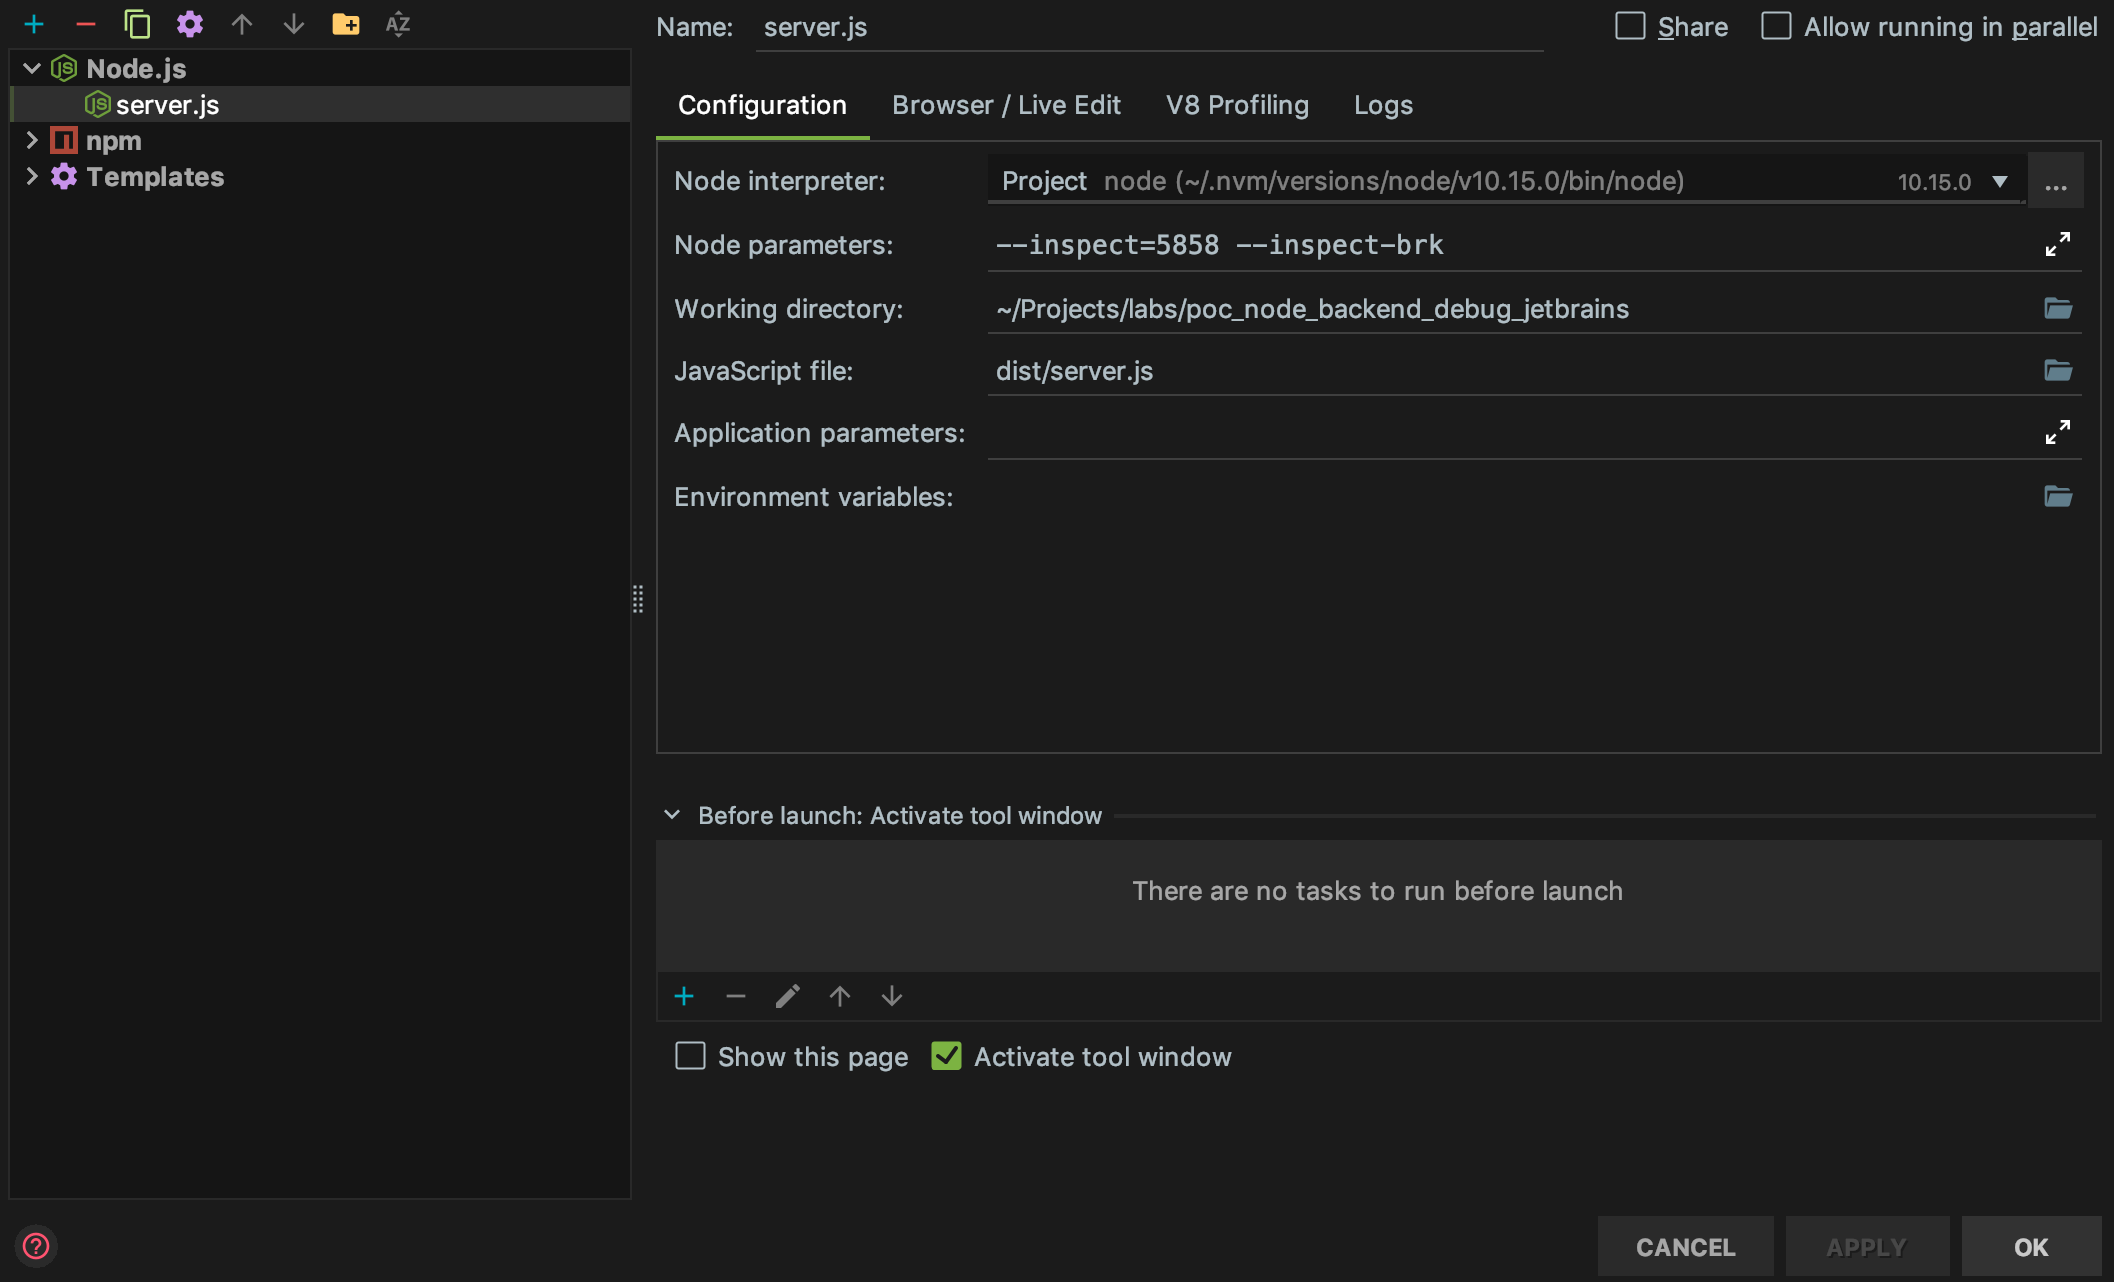 AZ
Name: server.js
Share
Allow running in parallel
Node.js
JS server.js
npm
Templates
Configuration
Browser / Live Edit
V8 Profiling
Logs
Node interpreter: Project node (~/.nvm/versions/node/v10.15.0/bin/node) 10.15.0 ...
Node parameters: --inspect=5858 --inspect-brk
Working directory: ~/Projects/labs/poc_node_backend_debug_jetbrains
JavaScript file: dist/server.js
Application parameters:
Environment variables:
Before launch: Activate tool window
There are no tasks to run before launch
Show this page
Activate tool window
?
CANCEL
APPLY
OK